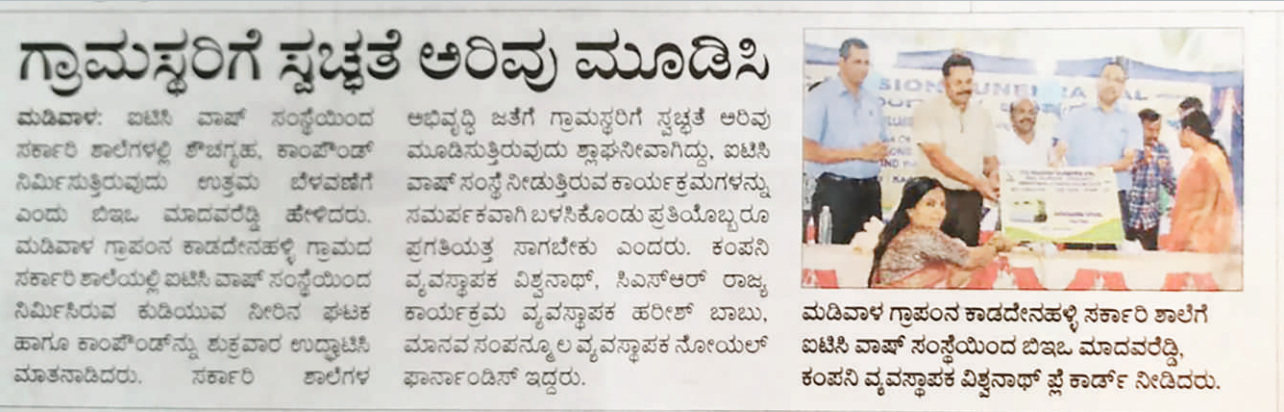 ಗ್ರಾಮಸ್ಥರಿಗೆ ಸ್ವಚ್ಛತೆ ಅರಿವು ಮೂಡಿಸಿ
ಮಡಿವಾಳ: ಐಟಿಸಿ ವಾಷ್ ಸಂಸ್ಥೆಯಿಂದ
ಸರ್ಕಾರಿ ಶಾಲೆಗಳಲ್ಲಿ ಶೌಚಗೃಹ, ಕಾಂಪೌಂಡ್
ನಿರ್ಮಿಸುತ್ತಿರುವುದು ಉತ್ತಮ ಬೆಳವಣಿಗೆ
ಎಂದು ಬಿಇಒ ಮಾದವರೆಡ್ಡಿ ಹೇಳಿದರು.
ಮಡಿವಾಳ ಗ್ರಾಪಂನ ಕಾಡದೇನಹಳ್ಳಿ ಗ್ರಾಮದ
ಸರ್ಕಾರಿ ಶಾಲೆಯಲ್ಲಿ ಐಟಿಸಿ ವಾಷ್ ಸಂಸ್ಥೆಯಿಂದ
ನಿರ್ಮಿಸಿರುವ ಕುಡಿಯುವ ನೀರಿನ ಘಟಕ
ಹಾಗೂ ಕಾಂಪೌಂಡ್‌ನ್ನು ಶುಕ್ರವಾರ ಉದ್ಘಾಟಿಸಿ
ಮಾತನಾಡಿದರು. ಸರ್ಕಾರಿ ಶಾಲೆಗಳ
ಅಭಿವೃದ್ಧಿ ಜತೆಗೆ ಗ್ರಾಮಸ್ಥರಿಗೆ ಸ್ವಚ್ಛತೆ ಅರಿವು
ಮೂಡಿಸುತ್ತಿರುವುದು ಶ್ಲಾಘನೀವಾಗಿದ್ದು, ಐಟಿಸಿ
ವಾಷ್ ಸಂಸ್ಥೆ ನೀಡುತ್ತಿರುವ ಕಾರ್ಯಕ್ರಮಗಳನ್ನು
ಸಮರ್ಪಕವಾಗಿ ಬಳಸಿಕೊಂಡು ಪ್ರತಿಯೊಬ್ಬರೂ
ಪ್ರಗತಿಯತ್ತ ಸಾಗಬೇಕು ಎಂದರು. ಕಂಪನಿ
ವ್ಯವಸ್ಥಾಪಕ ವಿಶ್ವನಾಥ್, ಸಿಎಸ್‌ಆರ್ ರಾಜ್ಯ
ಕಾರ್ಯಕ್ರಮ ವ್ಯವಸ್ಥಾಪಕ ಹರೀಶ್ ಬಾಬು,
ಮಾನವ ಸಂಪನ್ಮೂಲ ವ್ಯವಸ್ಥಾಪಕ ನೋಯಲ್
ಫಾರ್ನಾಂಡಿಸ್ ಇದ್ದರು.
ಮಡಿವಾಳ ಗ್ರಾಪಂನ ಕಾಡದೇನಹಳ್ಳಿ ಸರ್ಕಾರಿ ಶಾಲೆಗೆ
ಐಟಿಸಿ ವಾಷ್ ಸಂಸ್ಥೆಯಿಂದ ಬಿಇಒ ಮಾದವರೆಡ್ಡಿ,
ಕಂಪನಿ ವ್ಯವಸ್ಥಾಪಕ ವಿಶ್ವನಾಥ್ ಪ್ಲೆ ಕಾರ್ಡ್ ನೀಡಿದರು.